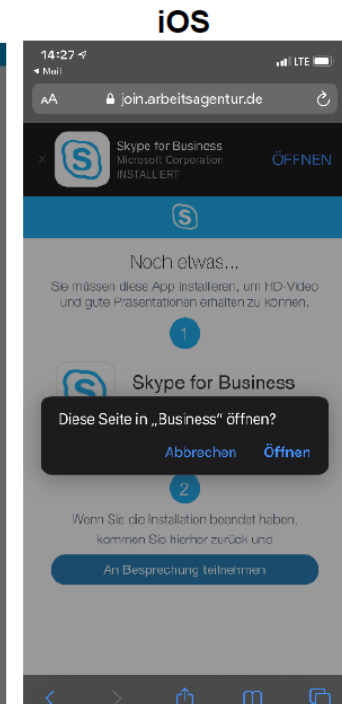 iOS
14:27
LTE
Mail
AA
join.arbeitsagentur.de
Skype for Business
Microsoft Corporation
INSTALLIERT
ÖFFNEN
Noch etwas...
Sie müssen diese App installieren, um HD-Video
und gute Präsentationen erhalten zu können.
1
Skype for Business
Diese Seite in „Business“ öffnen?
Abbrechen
Öffnen
2
Wenn Sie die Installation beendet haben,
kommen Sie hierher zurück und
An Besprechung teilnehmen